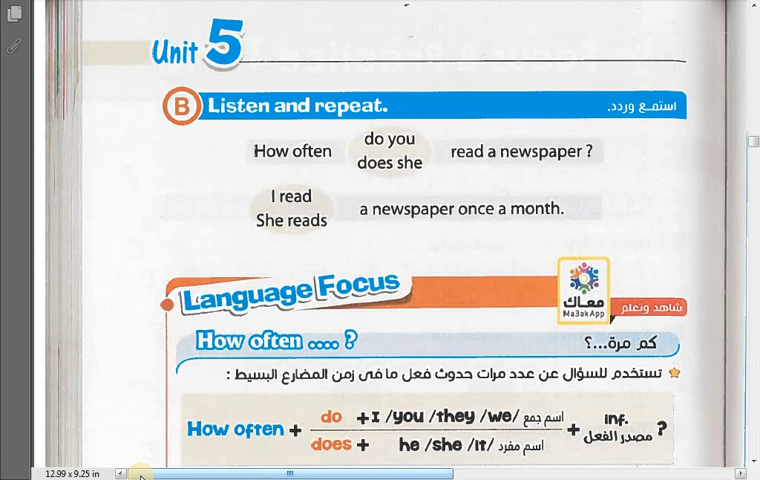 Unit 5
B Listen and repeat. استمع وردد.
How often do you read a newspaper ?
does she
I read a newspaper once a month.
She reads
Language Focus
معاك
Ma3akApp
شاهد وتعلم
How often .... ? كم مرة...؟
تستخدم للسؤال عن عدد مرات حدوث فعل ما فى زمن المضارع البسيط :
How often + do + I /you /they /we/ اسم جمع + inf. ?
does + he /she /it/ اسم مفرد مصدر الفعل
12.99 x 9.25 in